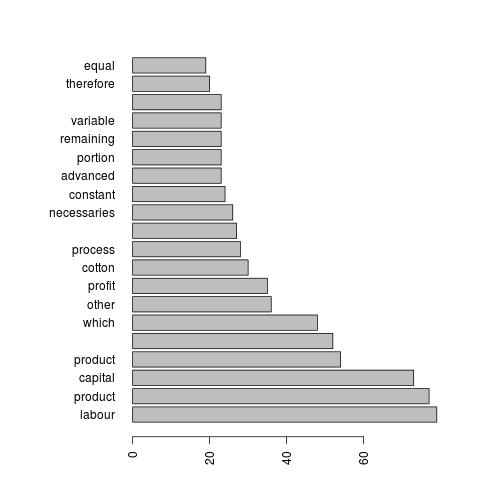 equal
therefore
variable
remaining
portion
advanced
constant
necessaries
process
cotton
profit
other
which
product
capital
product
labour
0 20 40 60